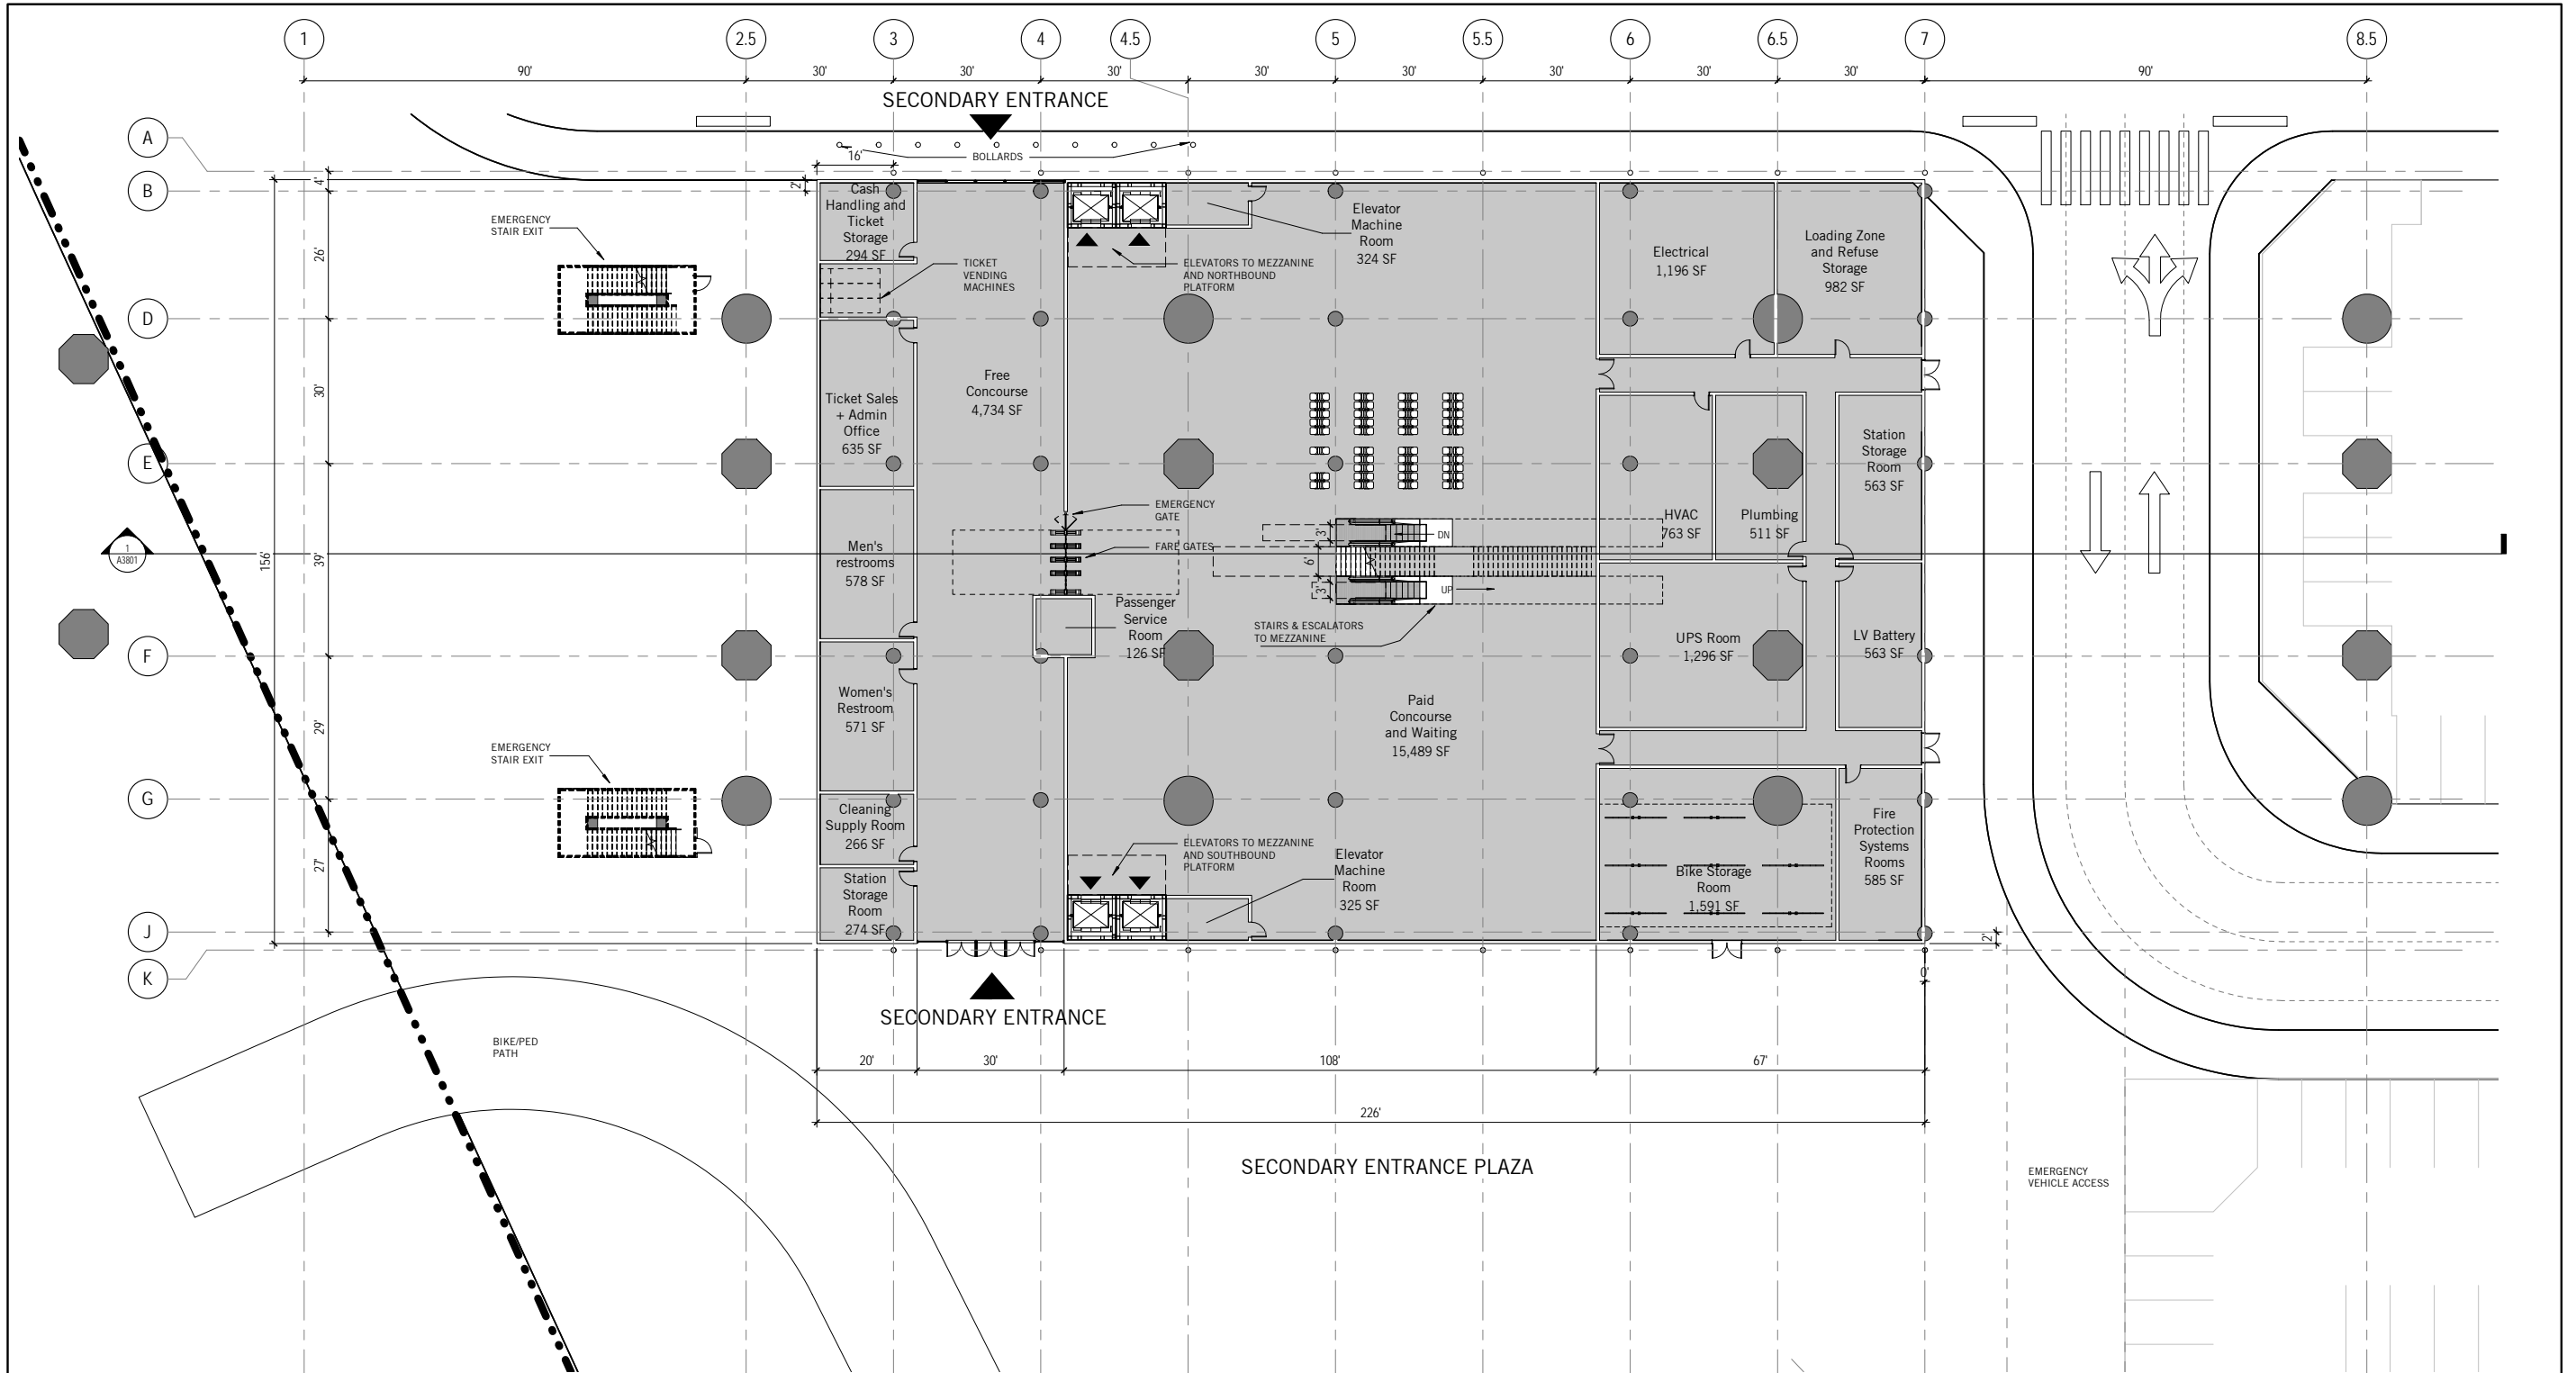 1
2.5
3
4
4.5
5
5.5
6
6.5
7
8.5
90'
30'
30'
30'
30'
30'
30'
30'
30'
90'
SECONDARY ENTRANCE
A
B
D
E
F
G
J
K
BOLLARDS
16'
2'
4'
26'
30'
39'
29'
27'
156'
1
A3801
EMERGENCY
STAIR EXIT
Cash
Handling and
Ticket
Storage
294 SF
TICKET
VENDING
MACHINES
ELEVATORS TO MEZZANINE
AND NORTHBOUND
PLATFORM
Elevator
Machine
Room
324 SF
Electrical
1,196 SF
Loading Zone
and Refuse
Storage
982 SF
Free
Concourse
4,734 SF
Ticket Sales
+ Admin
Office
635 SF
Station
Storage
Room
563 SF
EMERGENCY
GATE
FARE GATES
HVAC
763 SF
Plumbing
511 SF
Men's
restrooms
578 SF
3'
6'
3'
DN
UP
Passenger
Service
Room
126 SF
STAIRS & ESCALATORS
TO MEZZANINE
UPS Room
1,296 SF
LV Battery
563 SF
Women's
Restroom
571 SF
Paid
Concourse
and Waiting
15,489 SF
EMERGENCY
STAIR EXIT
Cleaning
Supply Room
266 SF
Station
Storage
Room
274 SF
ELEVATORS TO MEZZANINE
AND SOUTHBOUND
PLATFORM
Elevator
Machine
Room
325 SF
Bike Storage
Room
1,591 SF
Fire
Protection
Systems
Rooms
585 SF
2'
0'
SECONDARY ENTRANCE
BIKE/PED
PATH
20'
30'
108'
67'
226'
SECONDARY ENTRANCE PLAZA
EMERGENCY
VEHICLE ACCESS